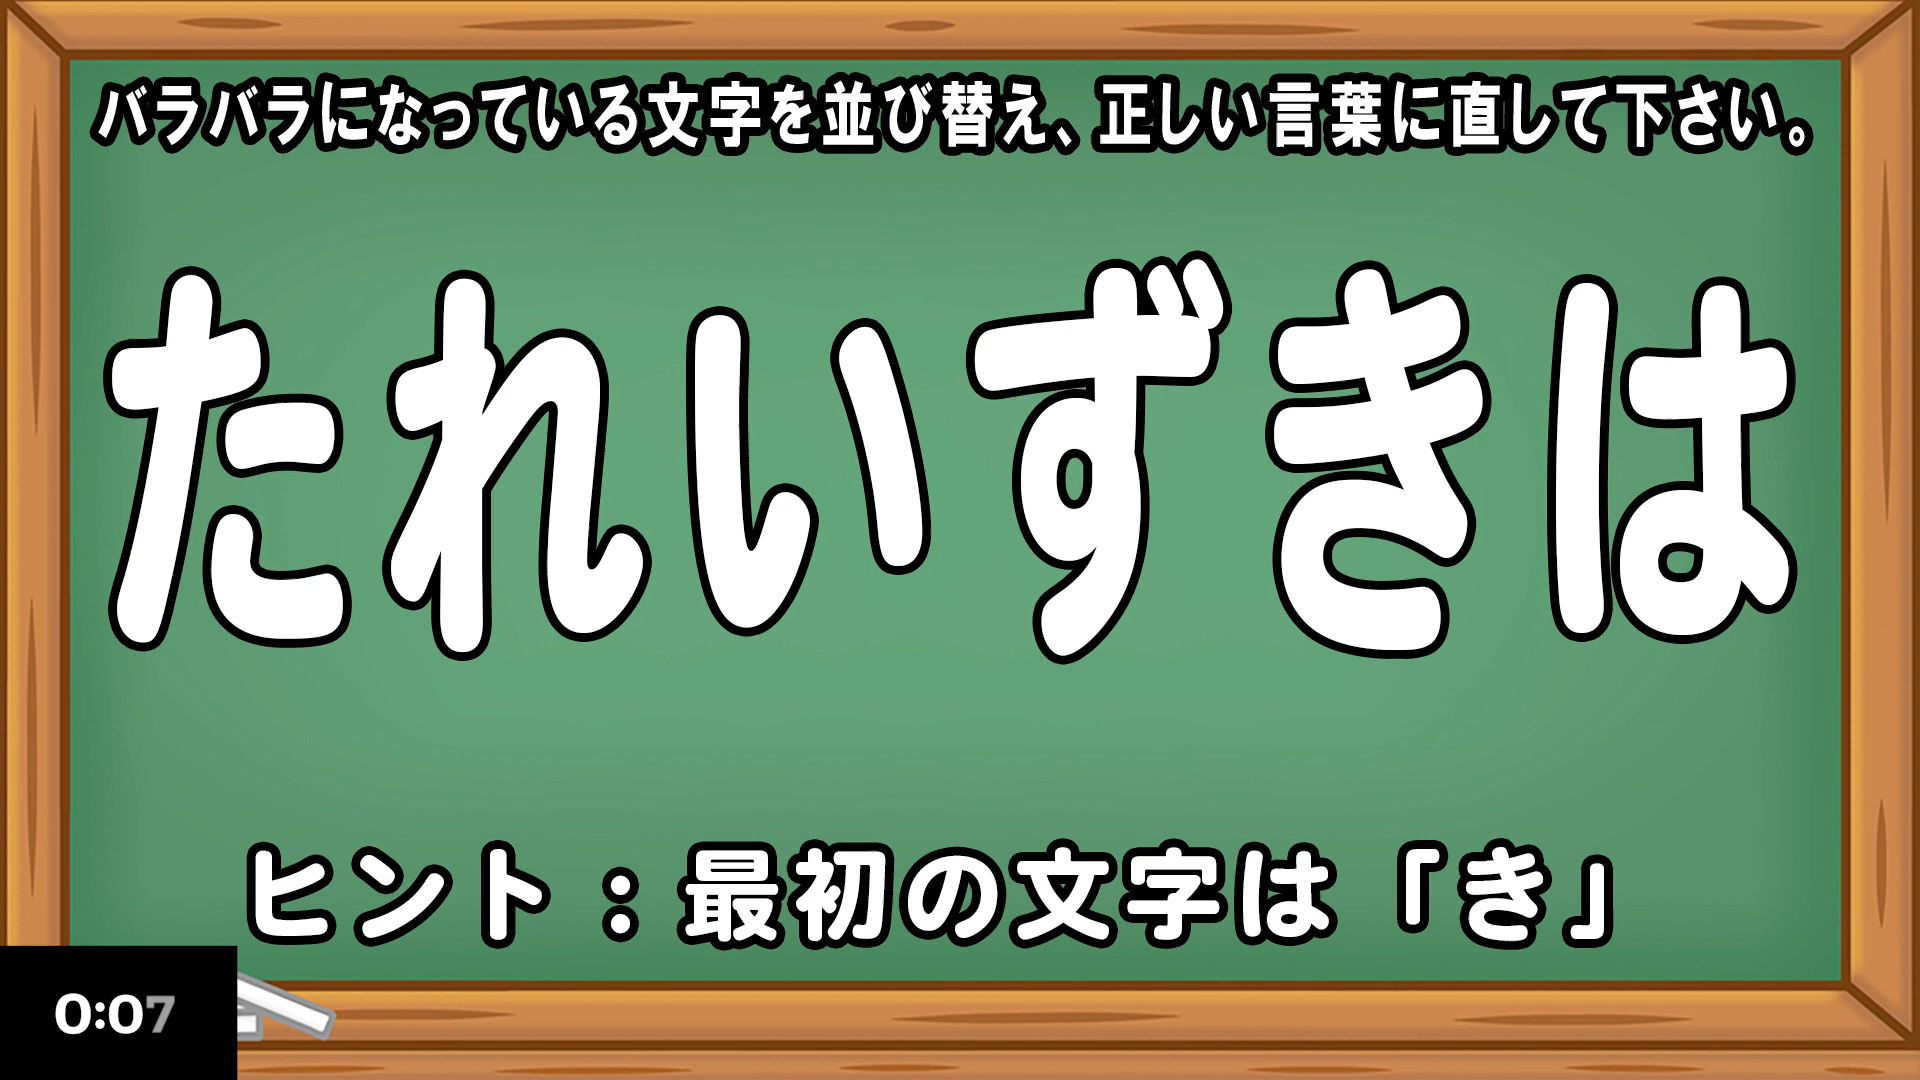 バラバラになっている文字を並び替え、正しい言葉に直して下さい。
たれいずきは
ヒント：最初の文字は「き」
0:07